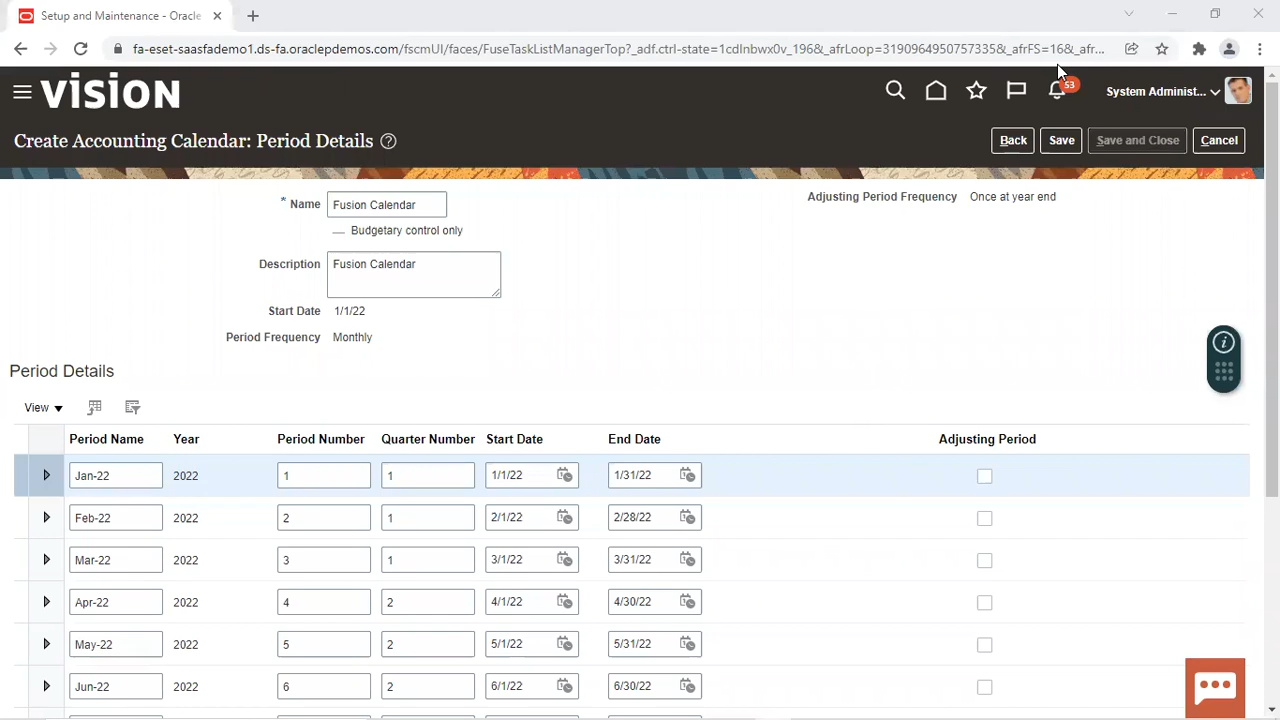 Setup and Maintenance - Oracle
fa-eset-saasfademo1.ds-fa.oraclepdemos.com/fscmUI/faces/FuseTaskListManagerTop?_adf.ctrl-state=1cdlnbwx0v_196&_afrLoop=31909649507573​35&_afrFS=16&_afr...
VISION
53
System Administ...
Create Accounting Calendar: Period Details
Back Save Save and Close Cancel
* Name Fusion Calendar
Adjusting Period Frequency Once at year end
Budgetary control only
Description Fusion Calendar
Start Date 1/1/22
Period Frequency Monthly
Period Details
View
Period Name Year Period Number Quarter Number Start Date End Date Adjusting Period
Jan-22 2022 1 1 1/1/22 1/31/22
Feb-22 2022 2 1 2/1/22 2/28/22
Mar-22 2022 3 1 3/1/22 3/31/22
Apr-22 2022 4 2 4/1/22 4/30/22
May-22 2022 5 2 5/1/22 5/31/22
Jun-22 2022 6 2 6/1/22 6/30/22